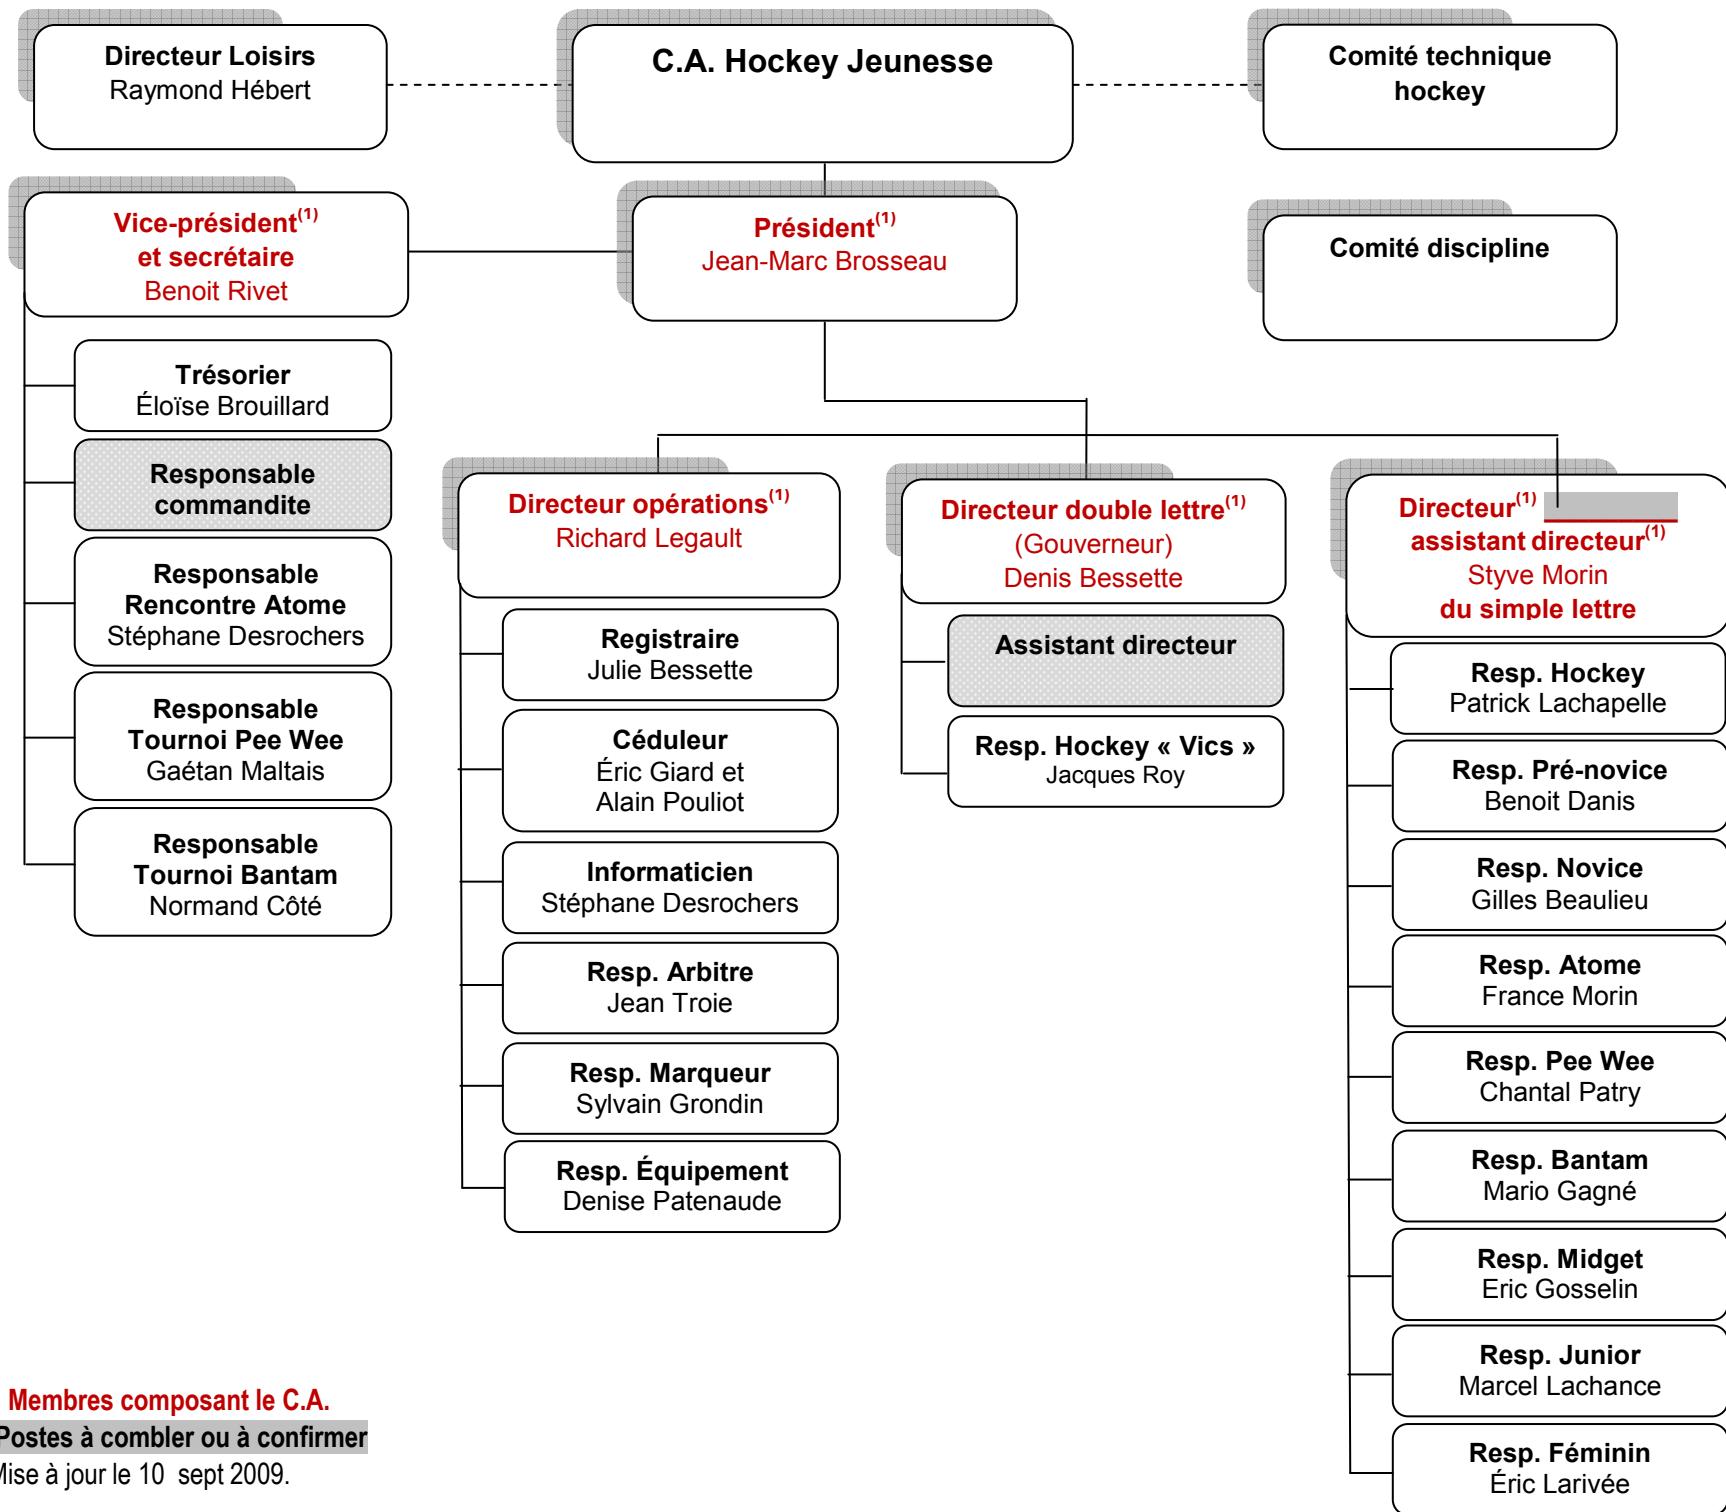 Directeur Loisirs
Raymond Hébert
C.A. Hockey Jeunesse
Comité technique
hockey
Vice-président(1)
et secrétaire
Benoit Rivet
Président(1)
Jean-Marc Brosseau
Comité discipline
Trésorier
Éloïse Brouillard
Responsable
commandite
Responsable
Rencontre Atome
Stéphane Desrochers
Responsable
Tournoi Pee Wee
Gaétan Maltais
Responsable
Tournoi Bantam
Normand Côté
Directeur opérations(1)
Richard Legault
Registraire
Julie Bessette
Céduleur
Éric Giard et
Alain Pouliot
Informaticien
Stéphane Desrochers
Resp. Arbitre
Jean Troie
Resp. Marqueur
Sylvain Grondin
Resp. Équipement
Denise Patenaude
Directeur double lettre(1)
(Gouverneur)
Denis Bessette
Assistant directeur
Resp. Hockey « Vics »
Jacques Roy
Directeur(1)
assistant directeur(1)
Styve Morin
du simple lettre
Resp. Hockey
Patrick Lachapelle
Resp. Pré-novice
Benoit Danis
Resp. Novice
Gilles Beaulieu
Resp. Atome
France Morin
Resp. Pee Wee
Chantal Patry
Resp. Bantam
Mario Gagné
Resp. Midget
Eric Gosselin
Resp. Junior
Marcel Lachance
Resp. Féminin
Éric Larivée
Membres composant le C.A.
Postes à combler ou à confirmer
Mise à jour le 10 sept 2009.